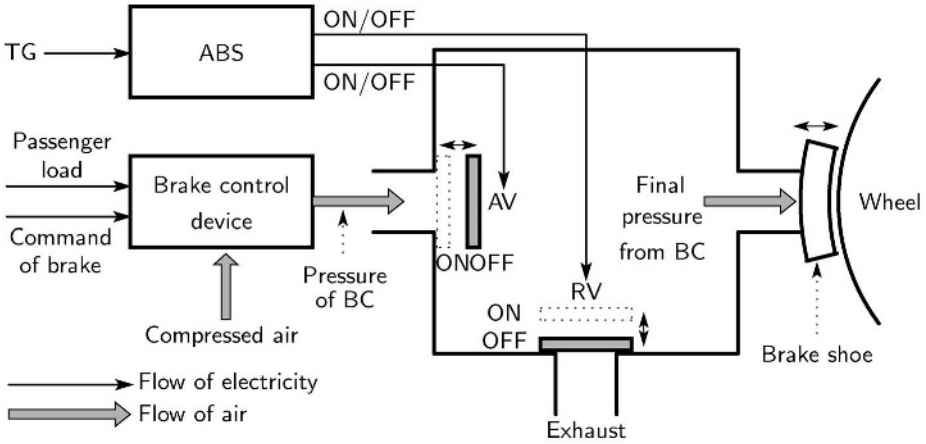 ON/OFF
TG
ABS
ON/OFF
Passenger
load
Brake control
device
AV
Final
pressure
from BC
Wheel
Command
of brake
ONOFF
Pressure
of BC
RV
ON
OFF
Compressed air
Brake shoe
Flow of electricity
Flow of air
Exhaust